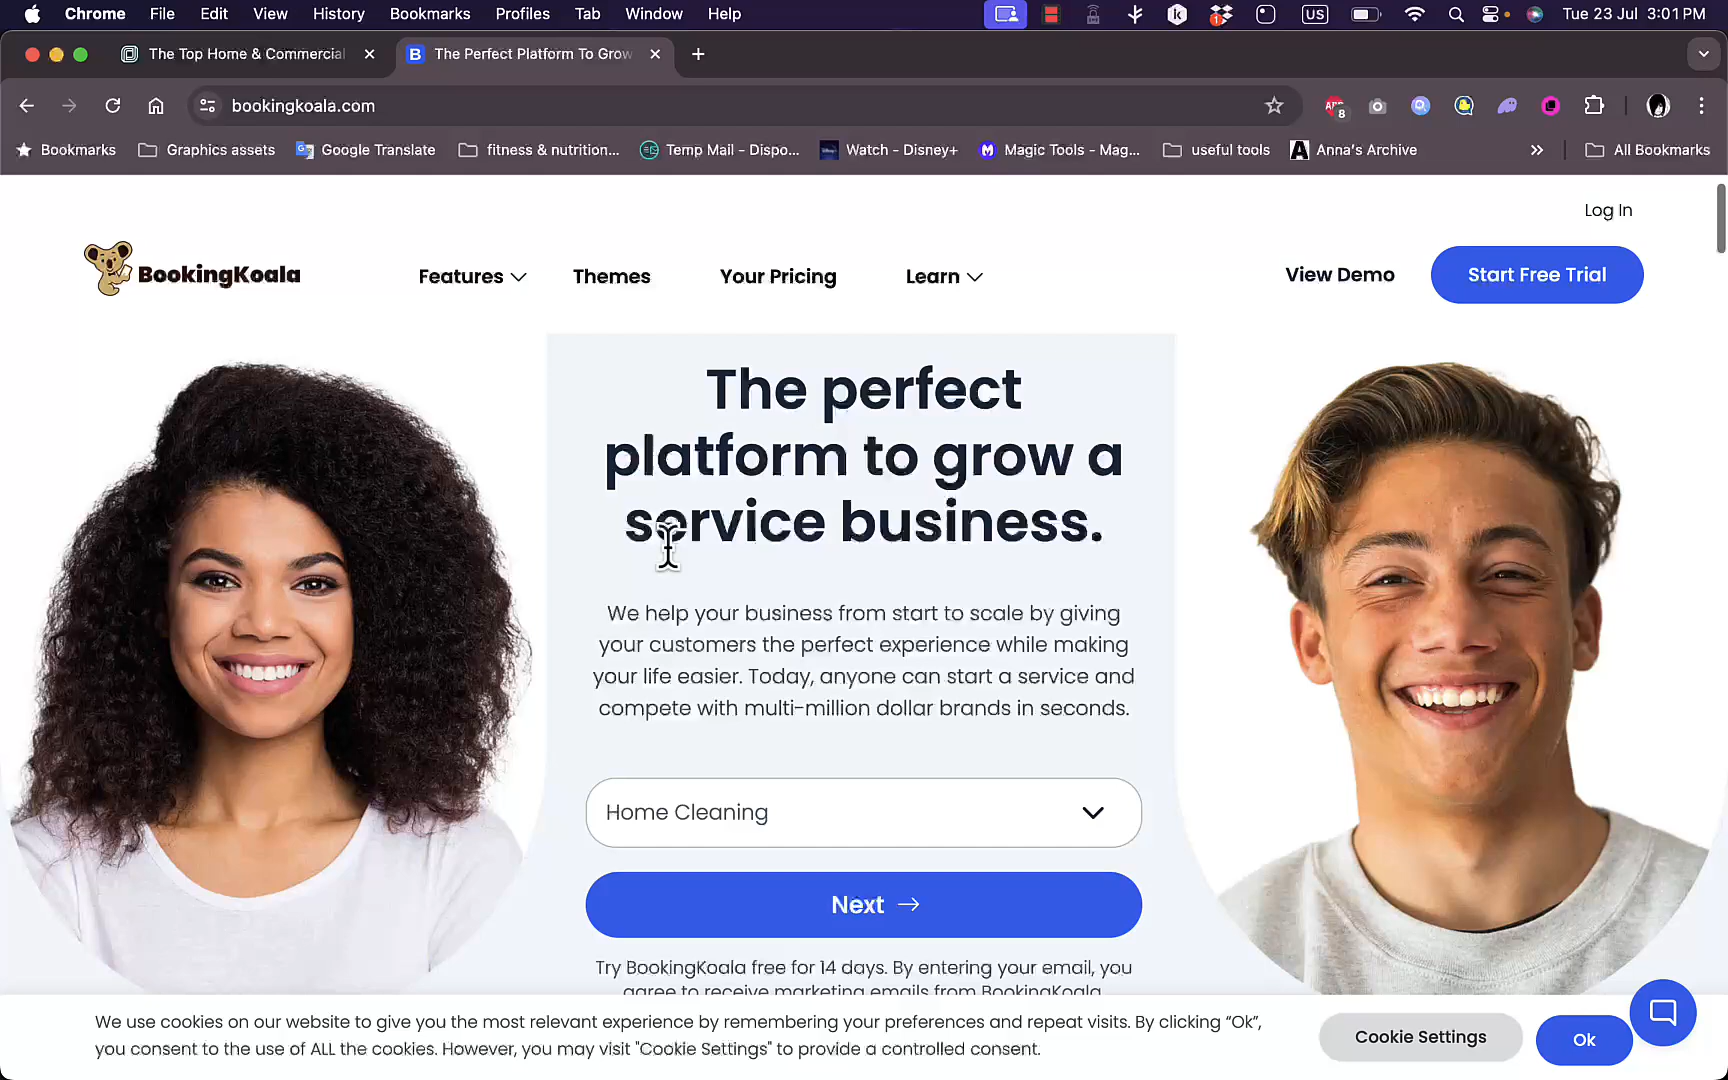 Chrome File Edit View History Bookmarks Profiles Tab Window Help US Tue 23 Jul 3:01 PM
The Top Home & Commercial The Perfect Platform To Grow
bookingkoala.com
Bookmarks Graphics assets Google Translate fitness & nutrition... Temp Mail - Dispo... Watch - Disney+ Magic Tools - Mag... useful tools Anna's Archive All Bookmarks
Log In
BookingKoala Features Themes Your Pricing Learn View Demo Start Free Trial
The perfect
platform to grow a
service business.
We help your business from start to scale by giving
your customers the perfect experience while making
your life easier. Today, anyone can start a service and
compete with multi-million dollar brands in seconds.
Home Cleaning
Next →
Try BookingKoala free for 14 days. By entering your email, you
agree to receive marketing emails from BookingKoala.
We use cookies on our website to give you the most relevant experience by remembering your preferences and repeat visits. By clicking “Ok”,
you consent to the use of ALL the cookies. However, you may visit "Cookie Settings" to provide a controlled consent.
Cookie Settings Ok